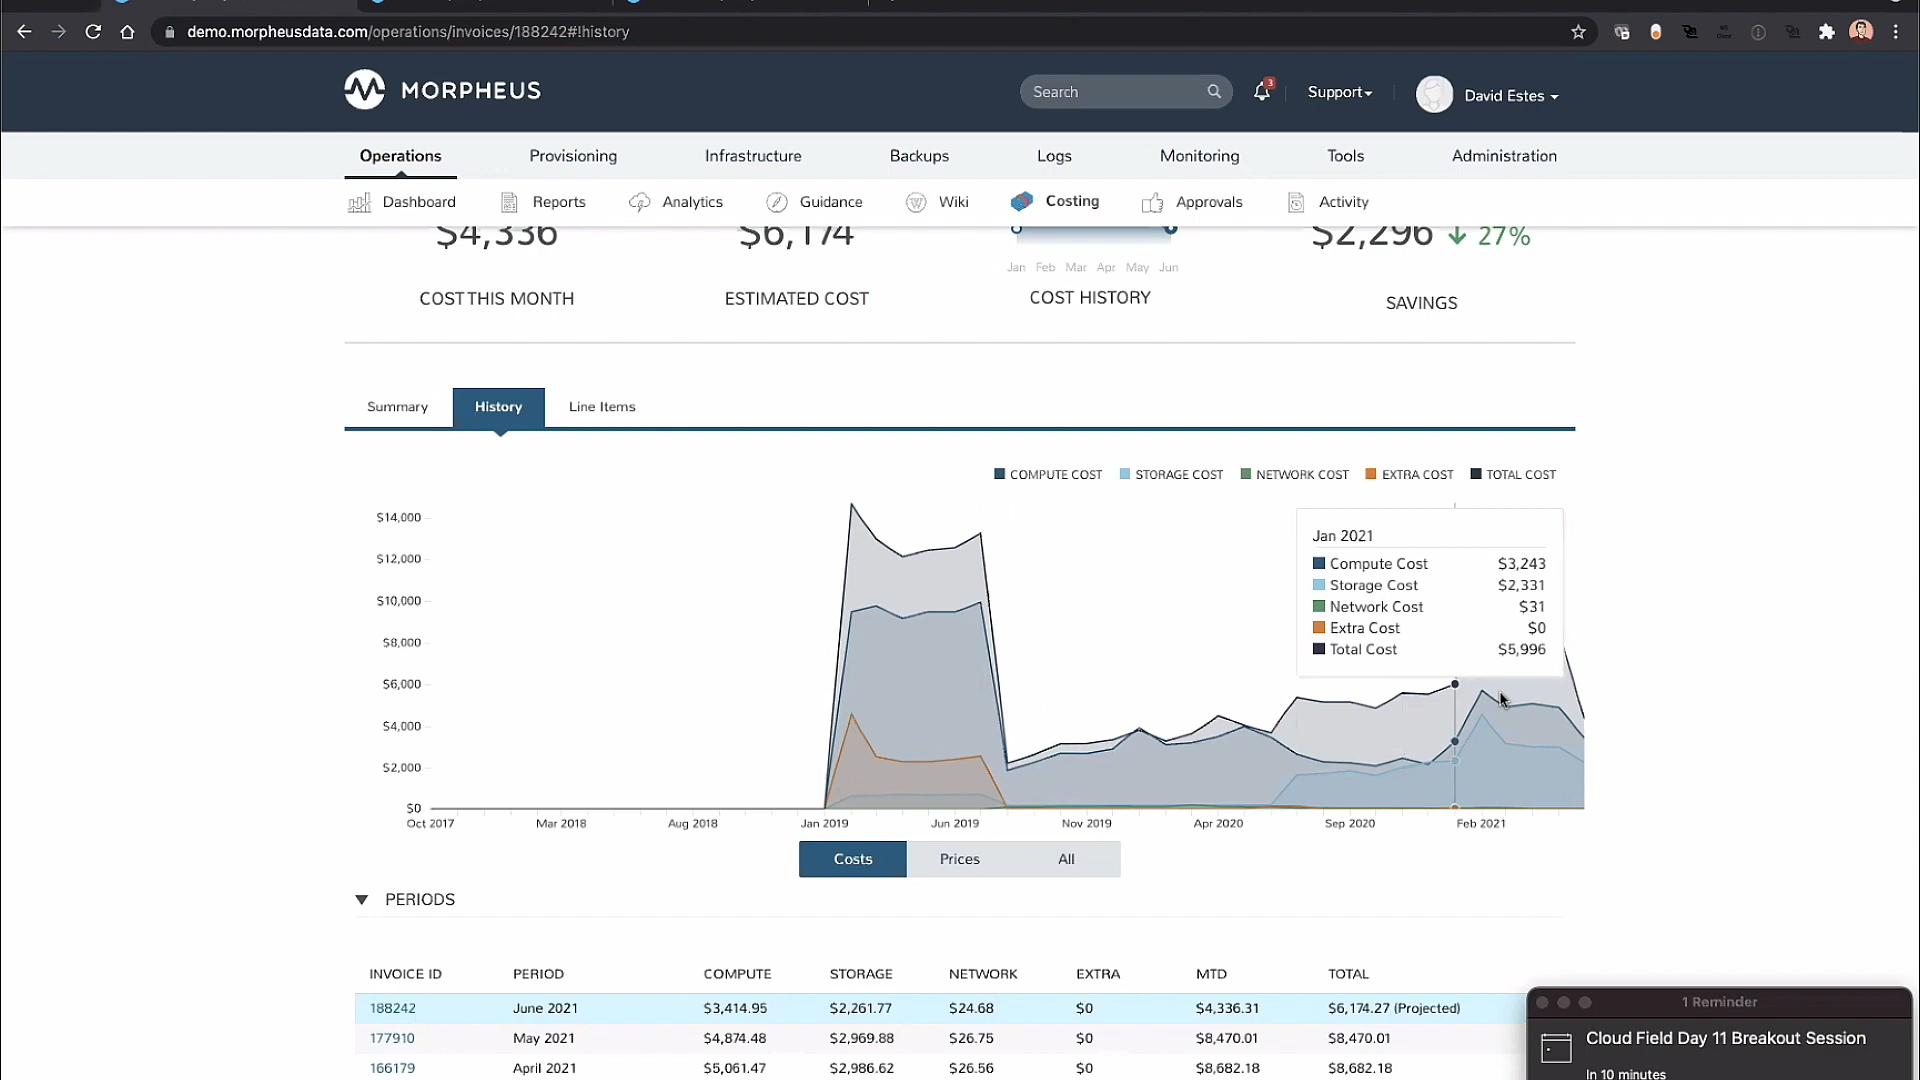 demo.morpheusdata.com/operations/invoices/188242#!history
MORPHEUS
Search
3
Support
David Estes
Operations
Provisioning
Infrastructure
Backups
Logs
Monitoring
Tools
Administration
Dashboard
Reports
Analytics
Guidance
Wiki
Costing
Approvals
Activity
$4,336
$6,174
$2,296
27%
Jan Feb Mar Apr May Jun
COST THIS MONTH
ESTIMATED COST
COST HISTORY
SAVINGS
Summary
History
Line Items
COMPUTE COST STORAGE COST NETWORK COST EXTRA COST TOTAL COST
$14,000
$12,000
$10,000
$8,000
$6,000
$4,000
$2,000
$0
Jan 2021
Compute Cost $3,243
Storage Cost $2,331
Network Cost $31
Extra Cost $0
Total Cost $5,996
Oct 2017 Mar 2018 Aug 2018 Jan 2019 Jun 2019 Nov 2019 Apr 2020 Sep 2020 Feb 2021
Costs
Prices
All
PERIODS
INVOICE ID PERIOD COMPUTE STORAGE NETWORK EXTRA MTD TOTAL
188242 June 2021 $3,414.95 $2,261.77 $24.68 $0 $4,336.31 $6,174.27 (Projected)
177910 May 2021 $4,874.48 $2,969.88 $26.75 $0 $8,470.01 $8,470.01
166179 April 2021 $5,061.47 $2,986.62 $26.56 $0 $8,682.18 $8,682.18
1 Reminder
Cloud Field Day 11 Breakout Session
In 10 minutes